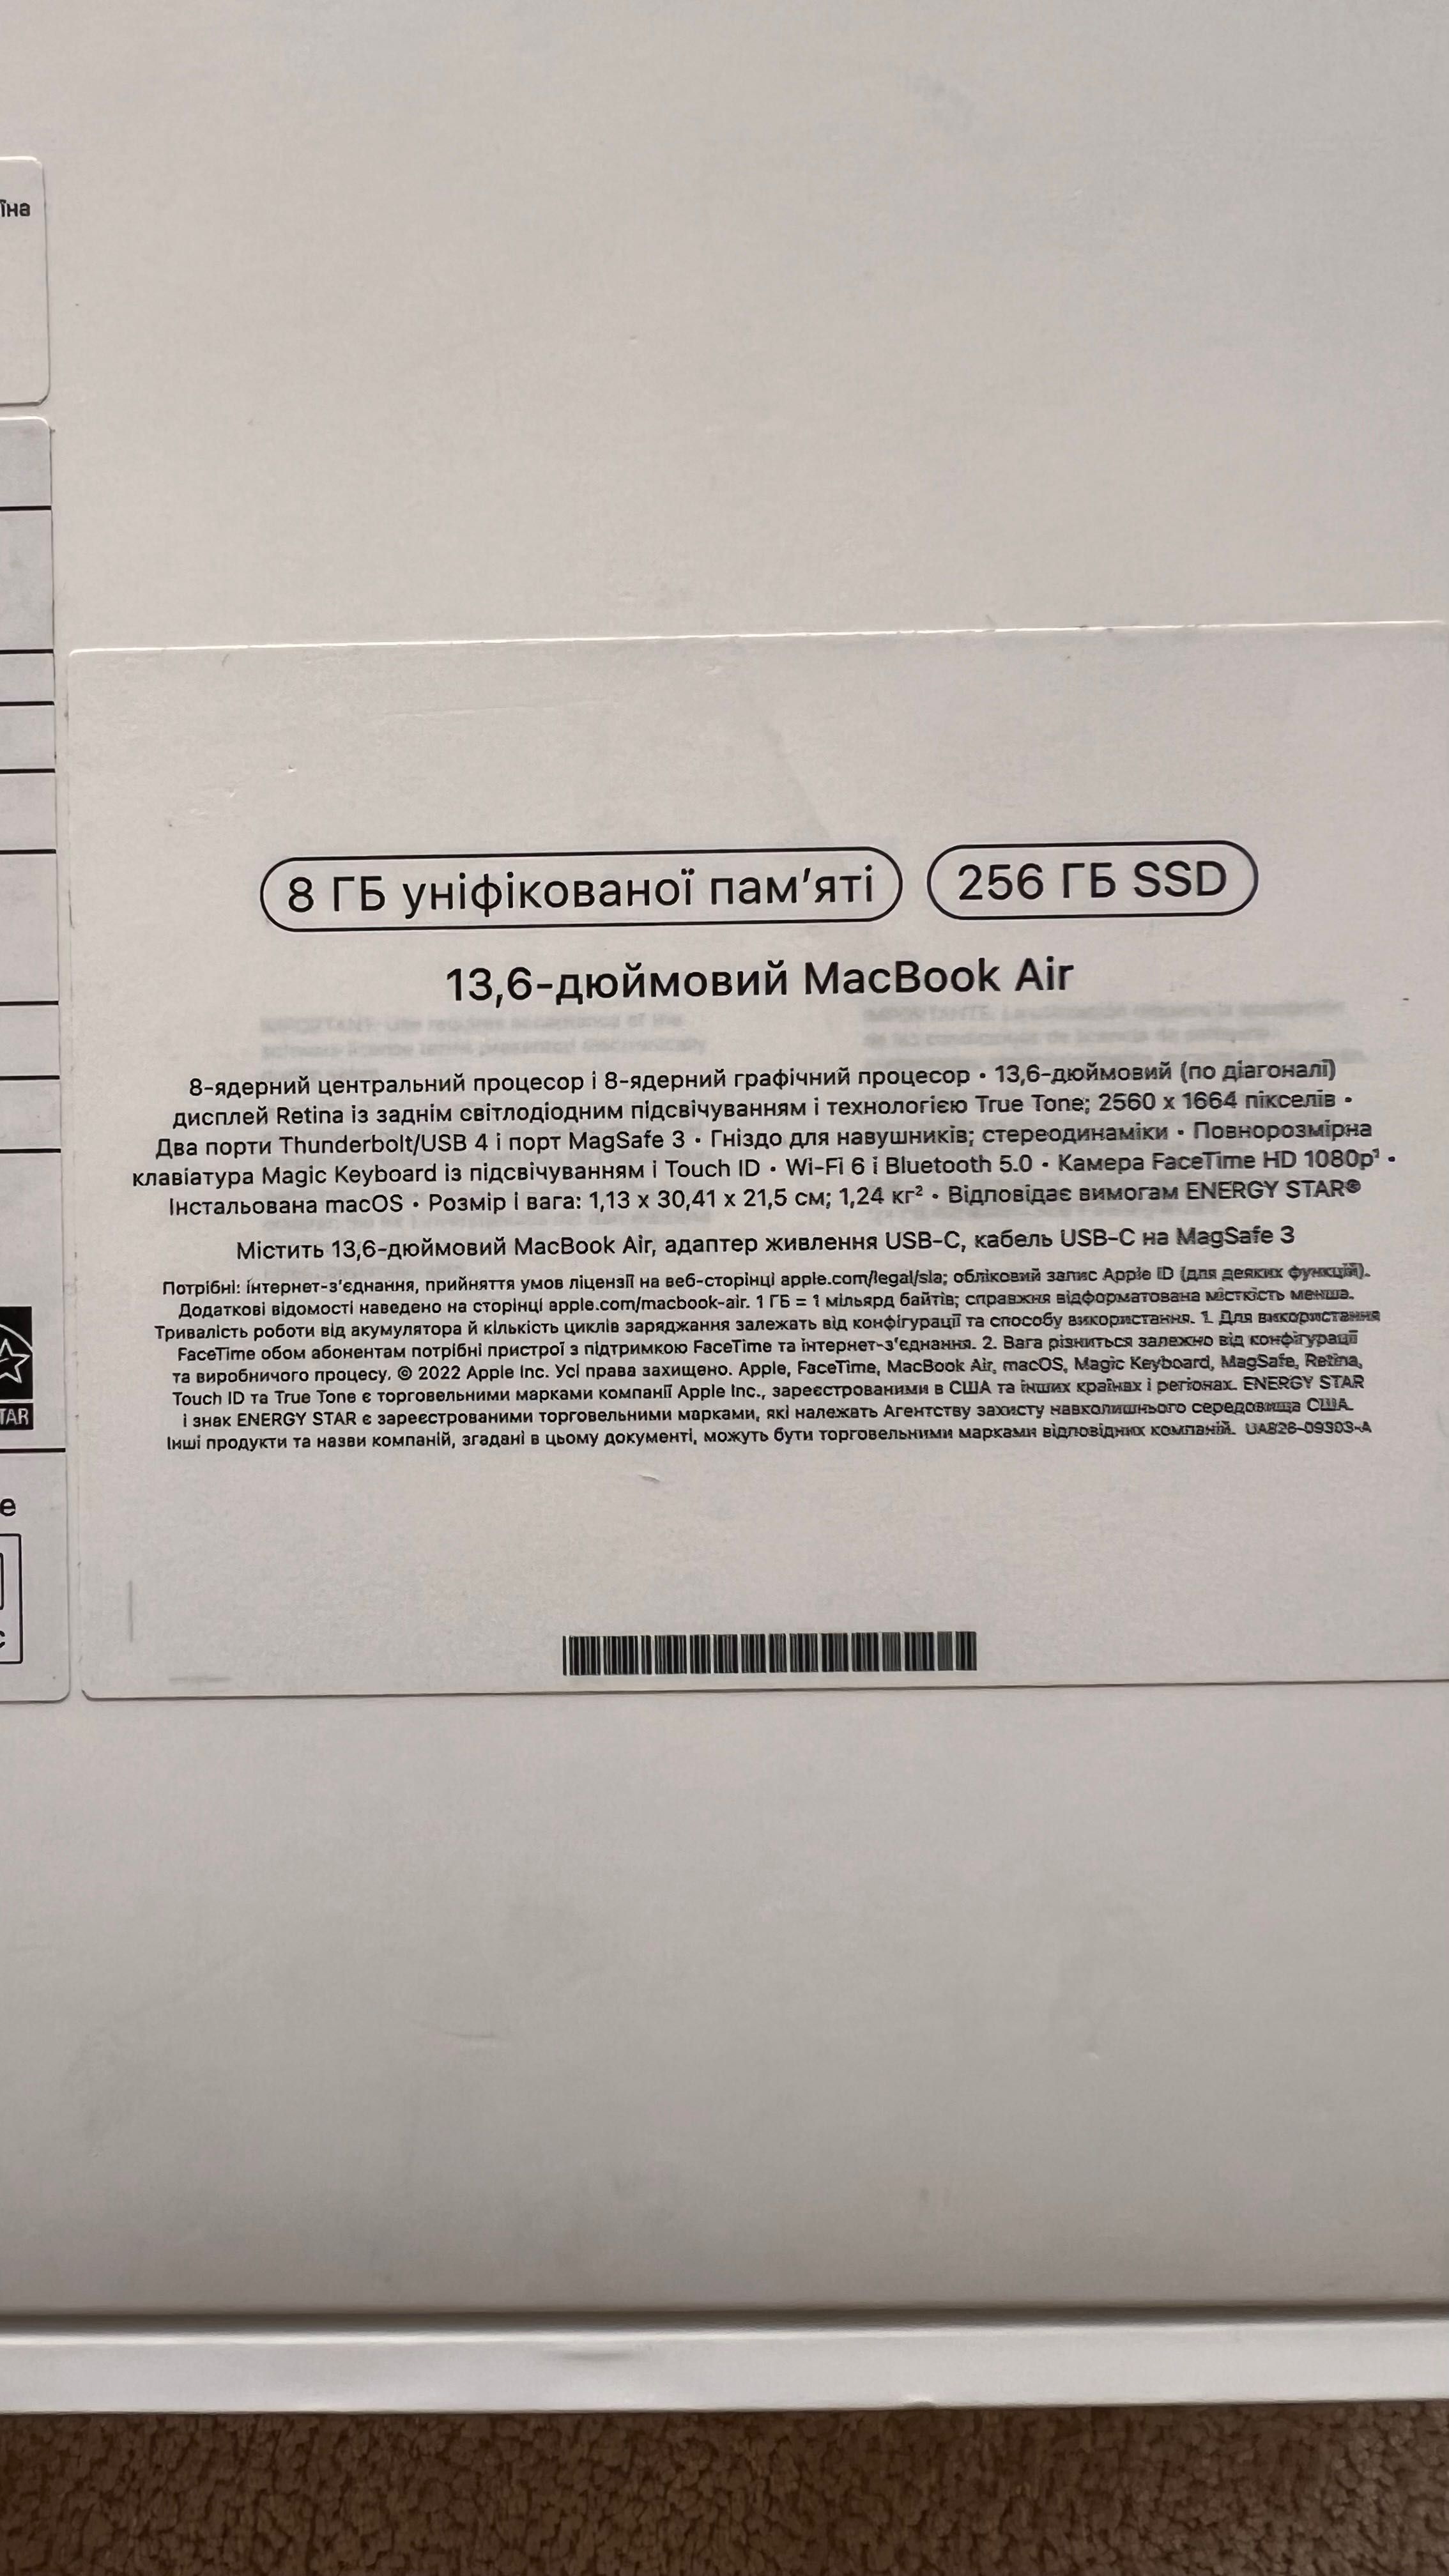 їна
8 ГБ уніфікованої пам’яті
256 ГБ SSD
13,6-дюймовий MacBook Air
8-ядерний центральний процесор і 8-ядерний графічний процесор • 13,6-дюймовий (по діагоналі)
дисплей Retina із заднім світлодіодним підсвічуванням і технологією True Tone; 2560 x 1664 пікселів •
Два порти Thunderbolt/USB 4 і порт MagSafe 3 • Гніздо для навушників; стереодинаміки • Повнорозмірна
клавіатура Magic Keyboard із підсвічуванням і Touch ID • Wi-Fi 6 і Bluetooth 5.0 • Камера FaceTime HD 1080p¹ •
Інстальована macOS • Розмір і вага: 1,13 x 30,41 x 21,5 см; 1,24 кг² • Відповідає вимогам ENERGY STAR®
Містить 13,6-дюймовий MacBook Air, адаптер живлення USB-C, кабель USB-C на MagSafe 3
Потрібні: інтернет-з’єднання, прийняття умов ліцензії на веб-сторінці apple.com/legal/sla; обліковий запис Apple ID (для деяких функцій).
Додаткові відомості наведено на сторінці apple.com/macbook-air. 1 ГБ = 1 мільярд байтів; справжня відформатована місткість менша.
Тривалість роботи від акумулятора й кількість циклів заряджання залежать від конфігурації та способу використання. 1. Для використання
FaceTime обом абонентам потрібні пристрої з підтримкою FaceTime та інтернет-з’єднання. 2. Вага різниться залежно від конфігурації
та виробничого процесу. © 2022 Apple Inc. Усі права захищено. Apple, FaceTime, MacBook Air, macOS, Magic Keyboard, MagSafe, Retina,
Touch ID та True Tone є торговельними марками компанії Apple Inc., зареєстрованими в США та інших країнах і регіонах. ENERGY STAR
і знак ENERGY STAR є зареєстрованими торговельними марками, які належать Агентству захисту навколишнього середовища США.
Інші продукти та назви компаній, згадані в цьому документі, можуть бути торговельними марками відповідних компаній. UA826-09303-A
TAR
e
c